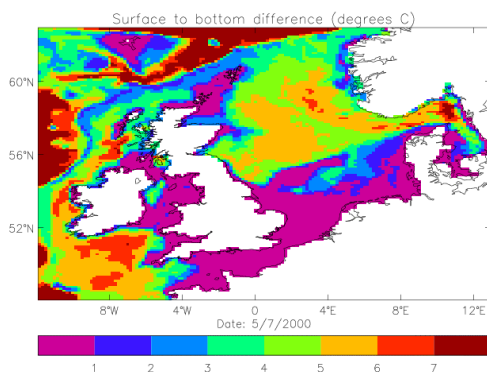 Surface to bottom difference (degrees C)
60°N
56°N
52°N
8°W 4°W 0 4°E 8°E 12°E
Date: 5/7/2000
1 2 3 4 5 6 7